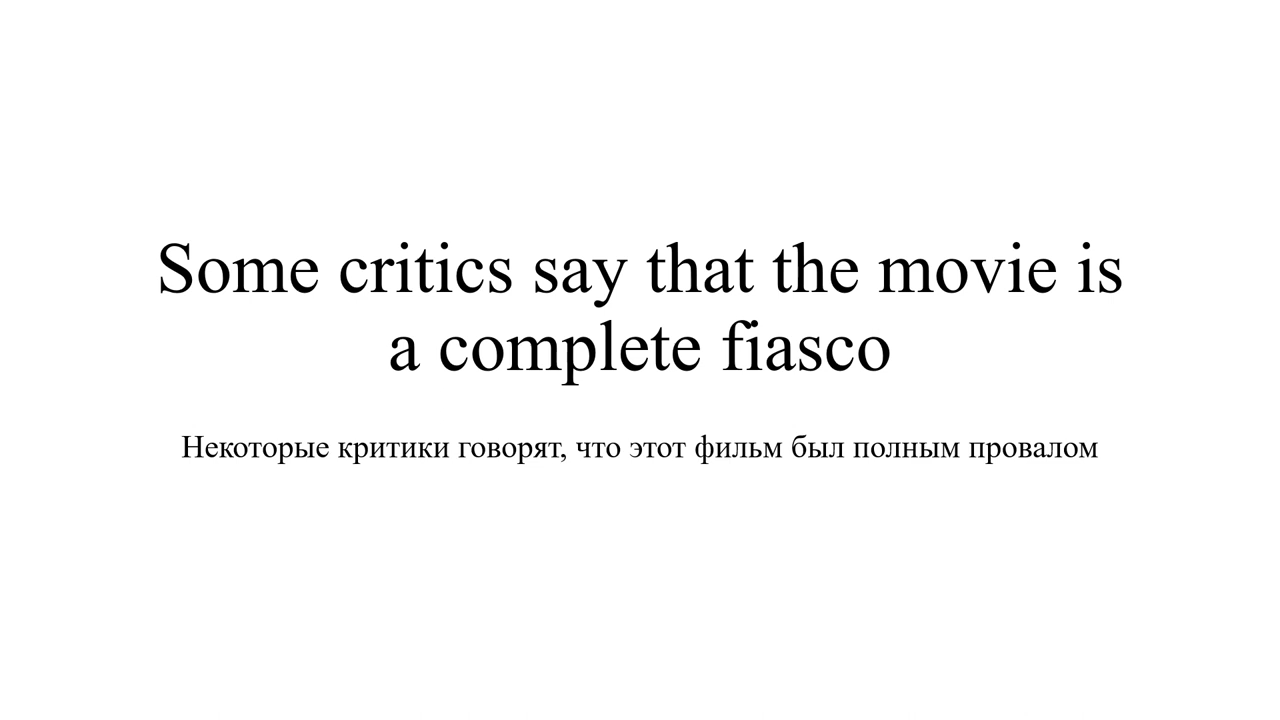 Some critics say that the movie is
a complete fiasco
Некоторые критики говорят, что этот фильм был полным провалом